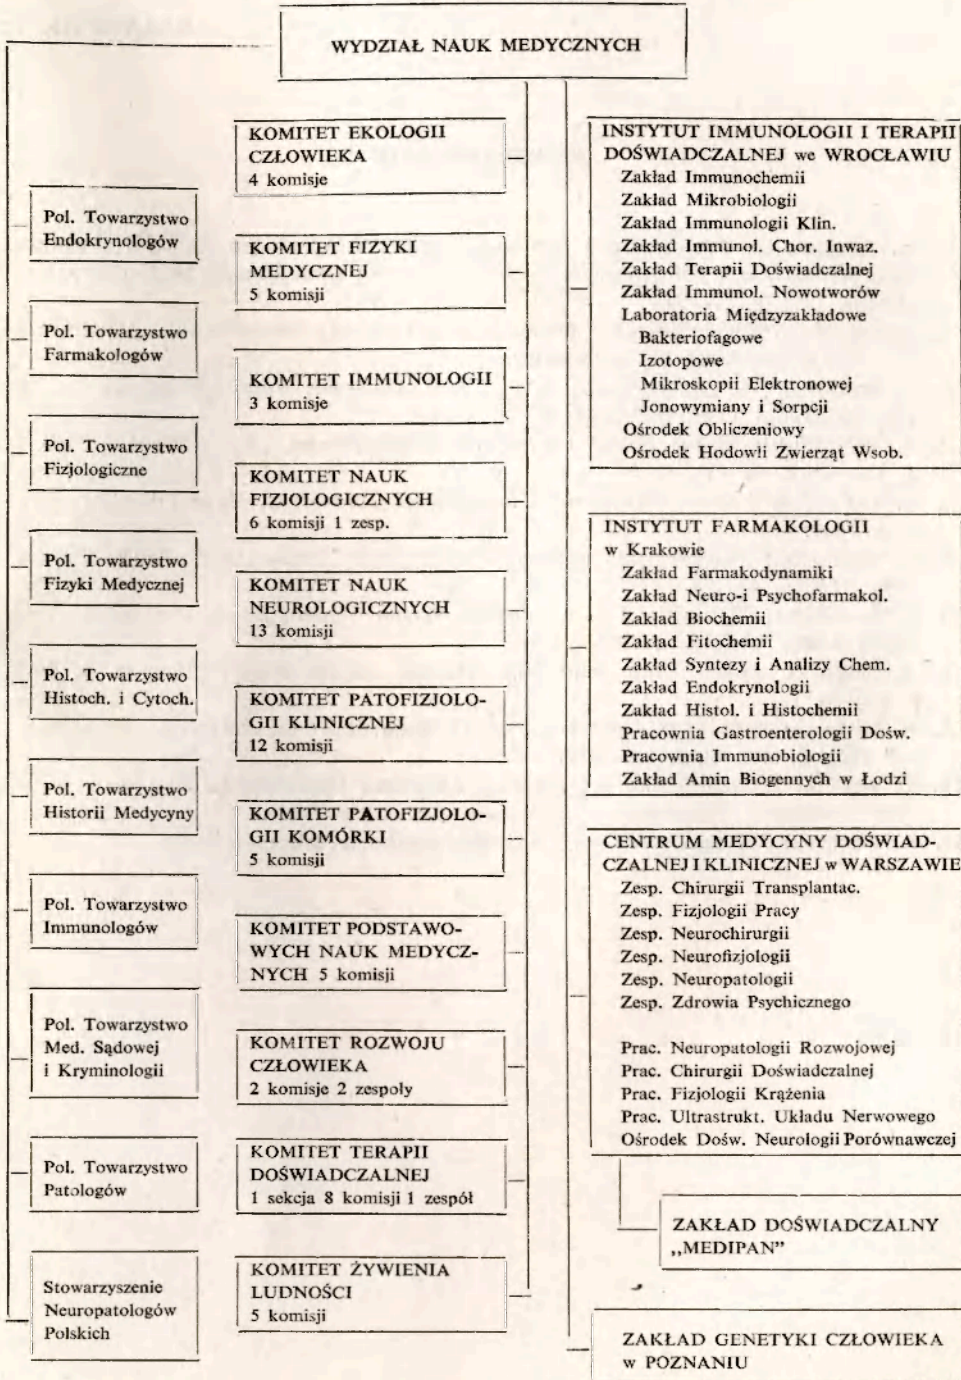 WYDZIAŁ NAUK MEDYCZNYCH
Pol. Towarzystwo
Endokrynologów
Pol. Towarzystwo
Farmakologów
Pol. Towarzystwo
Fizjologiczne
Pol. Towarzystwo
Fizyki Medycznej
Pol. Towarzystwo
Histoch. i Cytoch.
Pol. Towarzystwo
Historii Medycyny
Pol. Towarzystwo
Immunologów
Pol. Towarzystwo
Med. Sądowej
i Kryminologii
Pol. Towarzystwo
Patologów
Stowarzyszenie
Neuropatologów
Polskich
KOMITET EKOLOGII
CZŁOWIEKA
4 komisje
KOMITET FIZYKI
MEDYCZNEJ
5 komisji
KOMITET IMMUNOLOGII
3 komisje
KOMITET NAUK
FIZJOLOGICZNYCH
6 komisji 1 zesp.
KOMITET NAUK
NEUROLOGICZNYCH
13 komisji
KOMITET PATOFIZJOLO-
GII KLINICZNEJ
12 komisji
KOMITET PATOFIZJOLO-
GII KOMÓRKI
5 komisji
KOMITET PODSTAWO-
WYCH NAUK MEDYCZ-
NYCH 5 komisji
KOMITET ROZWOJU
CZŁOWIEKA
2 komisje 2 zespoły
KOMITET TERAPII
DOŚWIADCZALNEJ
1 sekcja 8 komisji 1 zespół
KOMITET ŻYWIENIA
LUDNOŚCI
5 komisji
INSTYTUT IMMUNOLOGII I TERAPII
DOŚWIADCZALNEJ we WROCŁAWIU
Zakład Immunochemii
Zakład Mikrobiologii
Zakład Immunologii Klin.
Zakład Immunol. Chor. Inwaz.
Zakład Terapii Doświadczalnej
Zakład Immunol. Nowotworów
Laboratoria Międzyzakładowe
Bakteriofagowe
Izotopowe
Mikroskopii Elektronowej
Jonowymiany i Sorpcji
Ośrodek Obliczeniowy
Ośrodek Hodowli Zwierząt Wsob.
INSTYTUT FARMAKOLOGII
w Krakowie
Zakład Farmakodynamiki
Zakład Neuro-i Psychofarmakol.
Zakład Biochemii
Zakład Fitochemii
Zakład Syntezy i Analizy Chem.
Zakład Endokrynologii
Zakład Histol. i Histochemii
Pracownia Gastroenterologii Dośw.
Pracownia Immunobiologii
Zakład Amin Biogennych w Łodzi
CENTRUM MEDYCYNY DOŚWIAD-
CZALNEJ I KLINICZNEJ w WARSZAWIE
Zesp. Chirurgii Transplantac.
Zesp. Fizjologii Pracy
Zesp. Neurochirurgii
Zesp. Neurofizjologii
Zesp. Neuropatologii
Zesp. Zdrowia Psychicznego
Prac. Neuropatologii Rozwojowej
Prac. Chirurgii Doświadczalnej
Prac. Fizjologii Krążenia
Prac. Ultrastrukt. Układu Nerwowego
Ośrodek Dośw. Neurologii Porównawczej
ZAKŁAD DOŚWIADCZALNY
„MEDIPAN”
ZAKŁAD GENETYKI CZŁOWIEKA
w POZNANIU